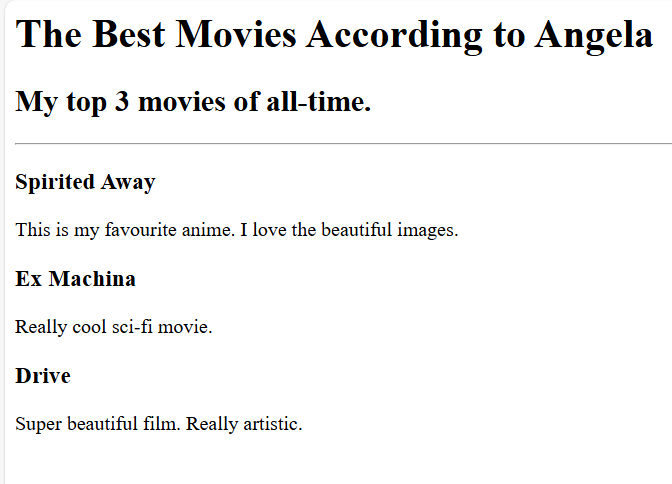 The Best Movies According to Angela
My top 3 movies of all-time.
Spirited Away
This is my favourite anime. I love the beautiful images.
Ex Machina
Really cool sci-fi movie.
Drive
Super beautiful film. Really artistic.